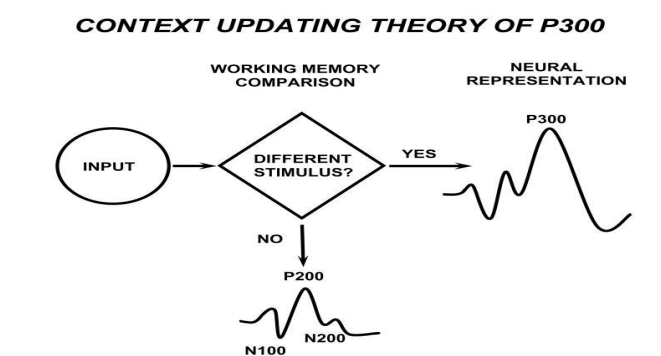 CONTEXT UPDATING THEORY OF P300
WORKING MEMORY
COMPARISON
NEURAL
REPRESENTATION
P300
INPUT
DIFFERENT
STIMULUS?
YES
NO
P200
N200
N100